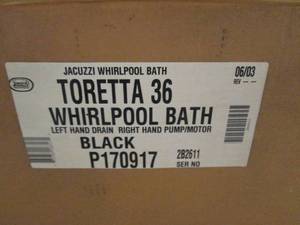 JACUZZI WHIRLPOOL BATH
06/03
REV -- --
TORETTA 36
WHIRLPOOL BATH
LEFT HAND DRAIN RIGHT HAND PUMP/MOTOR
BLACK
P170917
2B2611
SER NO